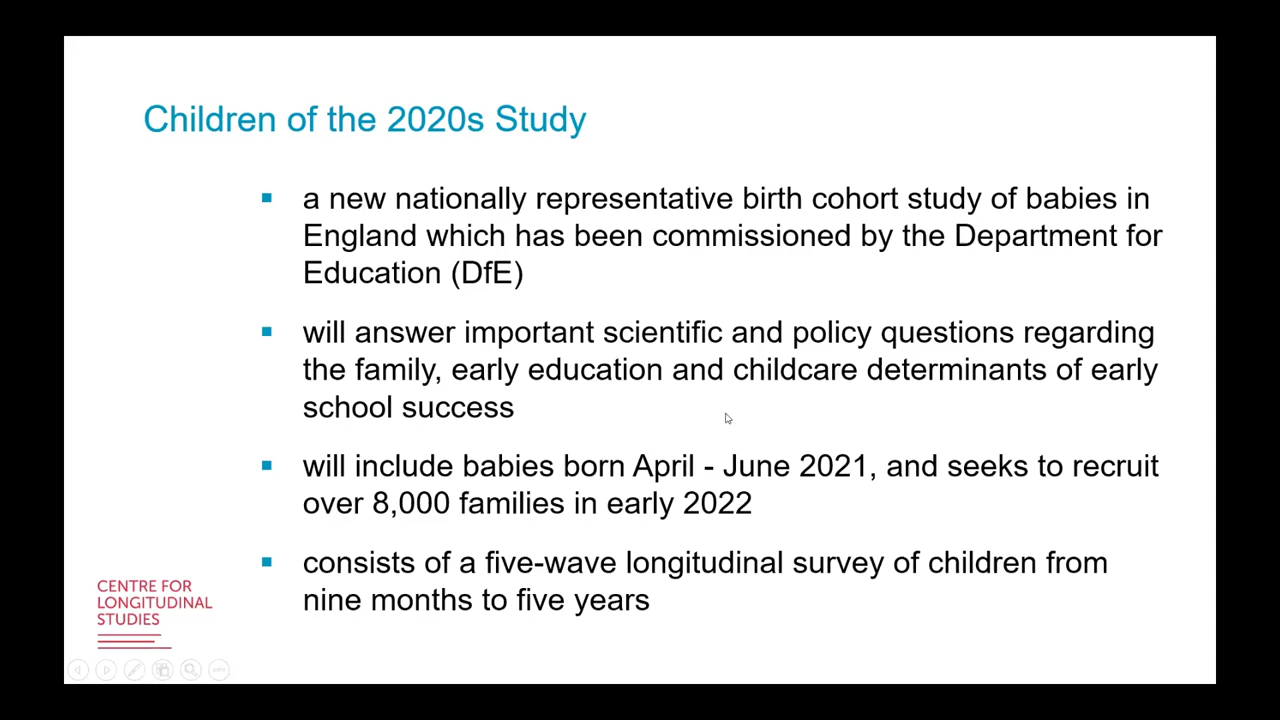 Children of the 2020s Study
▪ a new nationally representative birth cohort study of babies in
England which has been commissioned by the Department for
Education (DfE)
▪ will answer important scientific and policy questions regarding
the family, early education and childcare determinants of early
school success
▪ will include babies born April - June 2021, and seeks to recruit
over 8,000 families in early 2022
▪ consists of a five-wave longitudinal survey of children from
nine months to five years
CENTRE FOR
LONGITUDINAL
STUDIES